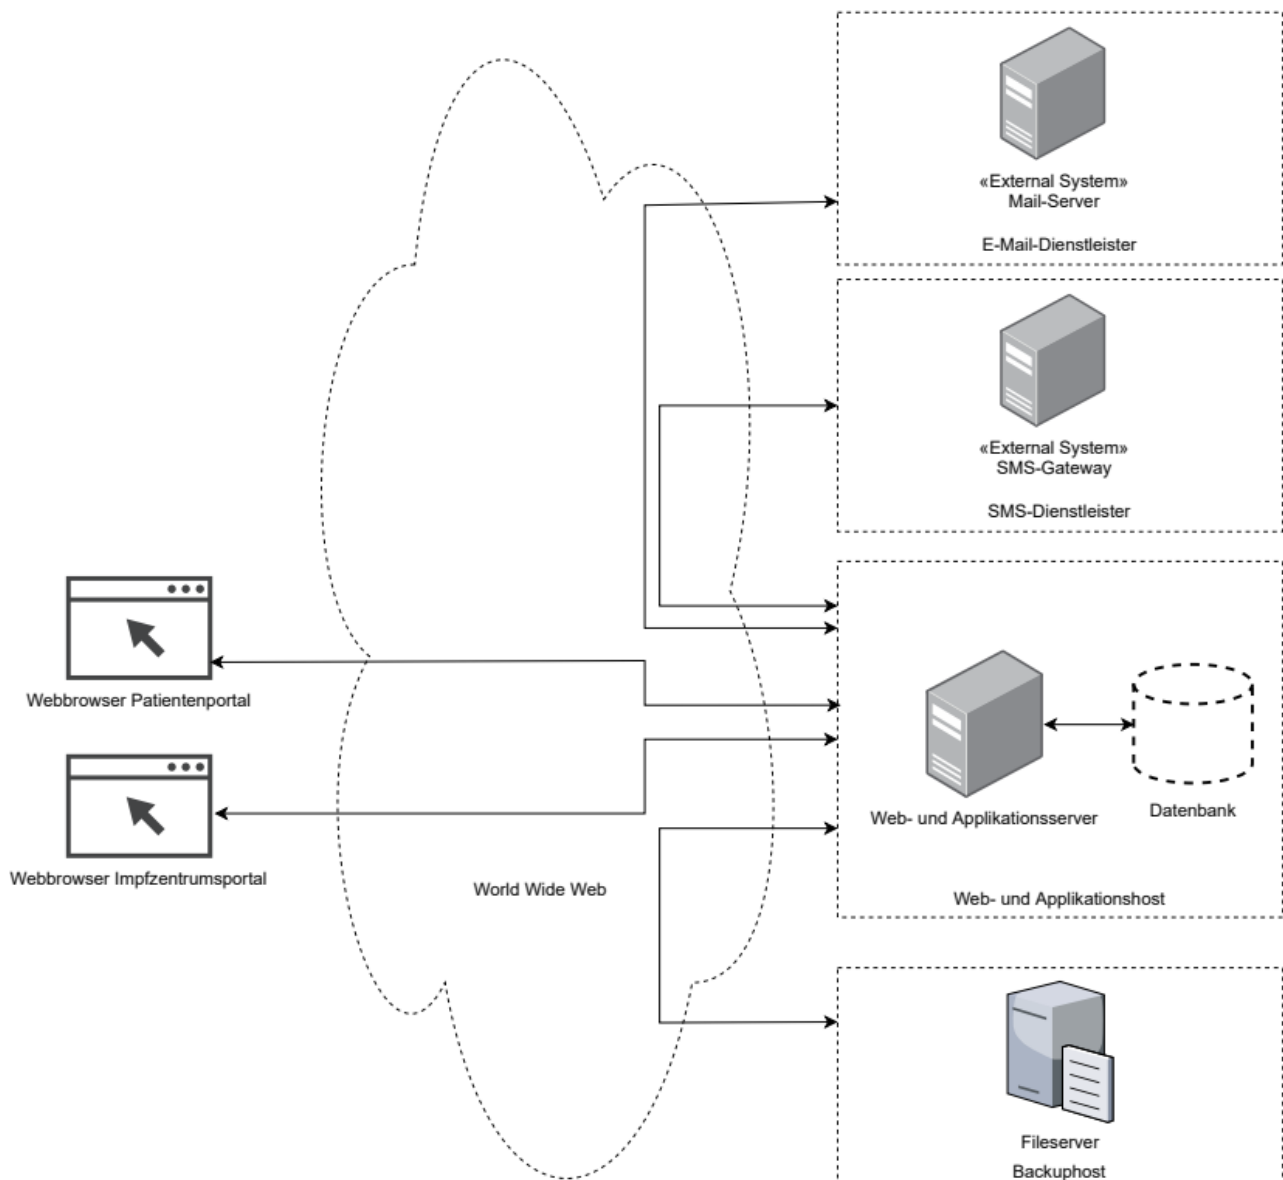 «External System»
Mail-Server
E-Mail-Dienstleister
«External System»
SMS-Gateway
SMS-Dienstleister
Webbrowser Patientenportal
Webbrowser Impfzentrumsportal
World Wide Web
Web- und Applikationsserver
Datenbank
Web- und Applikationshost
Fileserver
Backuphost